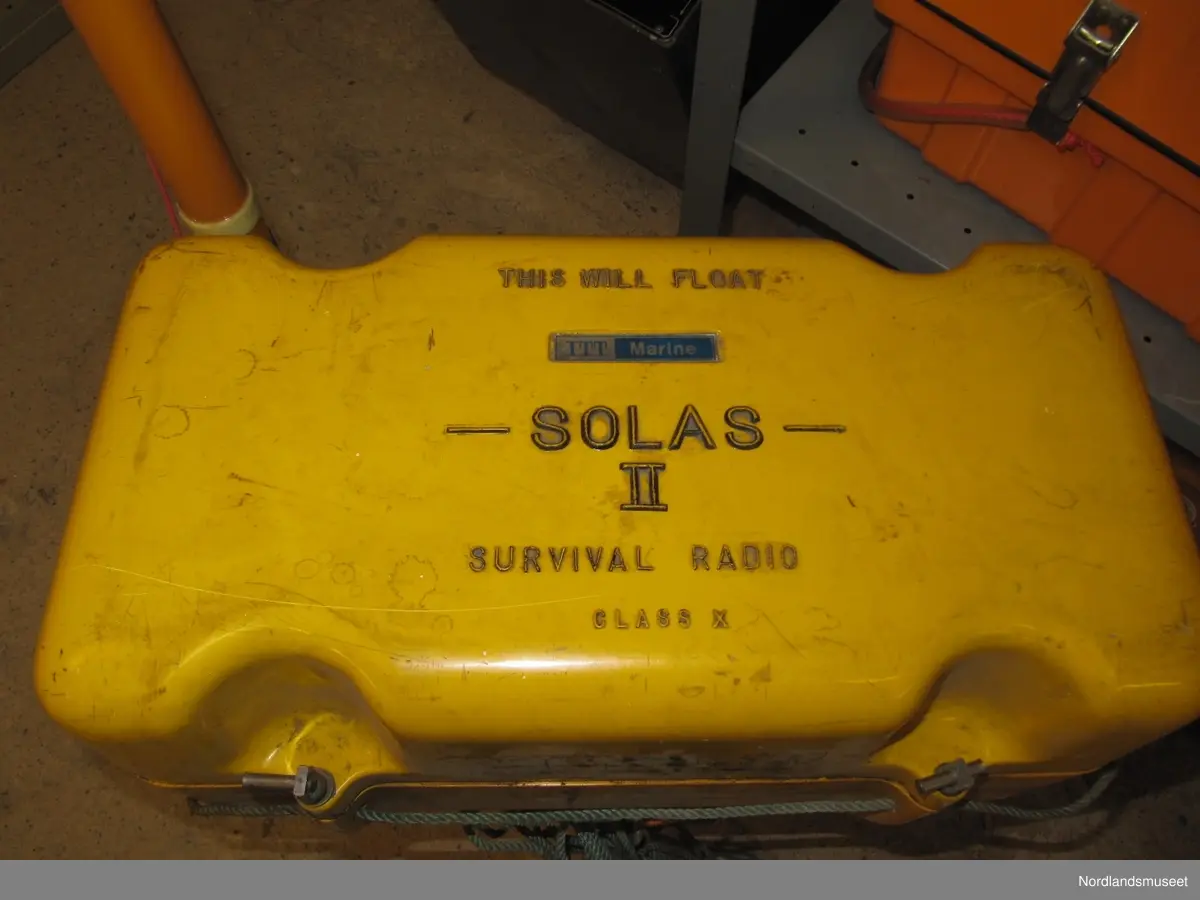 THIS WILL FLOAT
ITT Marine
— SOLAS —
II
SURVIVAL RADIO
CLASS X
Nordlandsmuseet